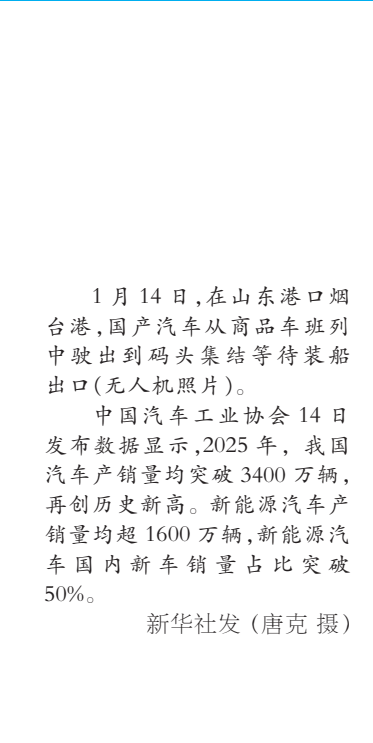 1 月 14 日,在山东港口烟
台港,国产汽车从商品车班列
中驶出到码头集结等待装船
出口(无人机照片)。
中国汽车工业协会 14 日
发布数据显示,2025 年, 我国
汽车产销量均突破 3400 万辆,
再创历史新高。新能源汽车产
销量均超 1600 万辆,新能源汽
车国内新车销量占比突破
50%。
新华社发 (唐克 摄)